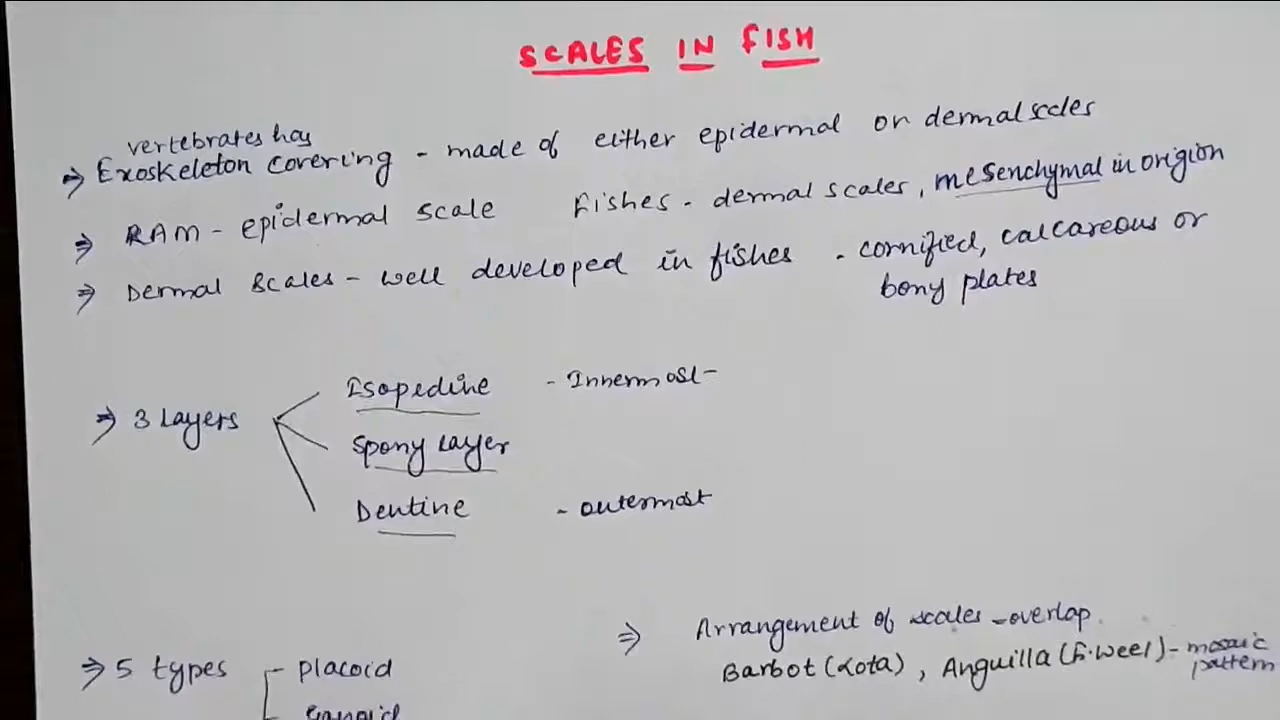 SCALES IN FISH
vertebrates has
⇒ Exoskeleton covering - made of either epidermal or dermal scales
⇒ RAM - epidermal scale Fishes - dermal scales, mesenchymal in origion
⇒ Dermal Scales - well developed in fishes - cornified, calcareous or
bony plates
⇒ 3 Layers
Isopedine - Innermost -
Spony Layer
Dentine - outermost
⇒ Arrangement of scales - overlap
Barbot (Lota), Anguilla (F.W eel) - mosaic
pattern
⇒ 5 types - placoid
Ganoid